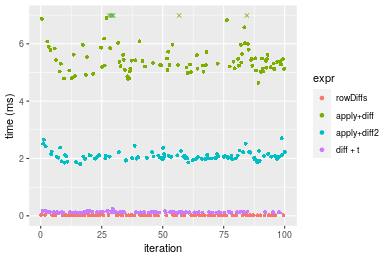 6
4
2
0
time (ms)
0
25
50
75
100
iteration
expr
rowDiffs
apply+diff
apply+diff2
diff + t